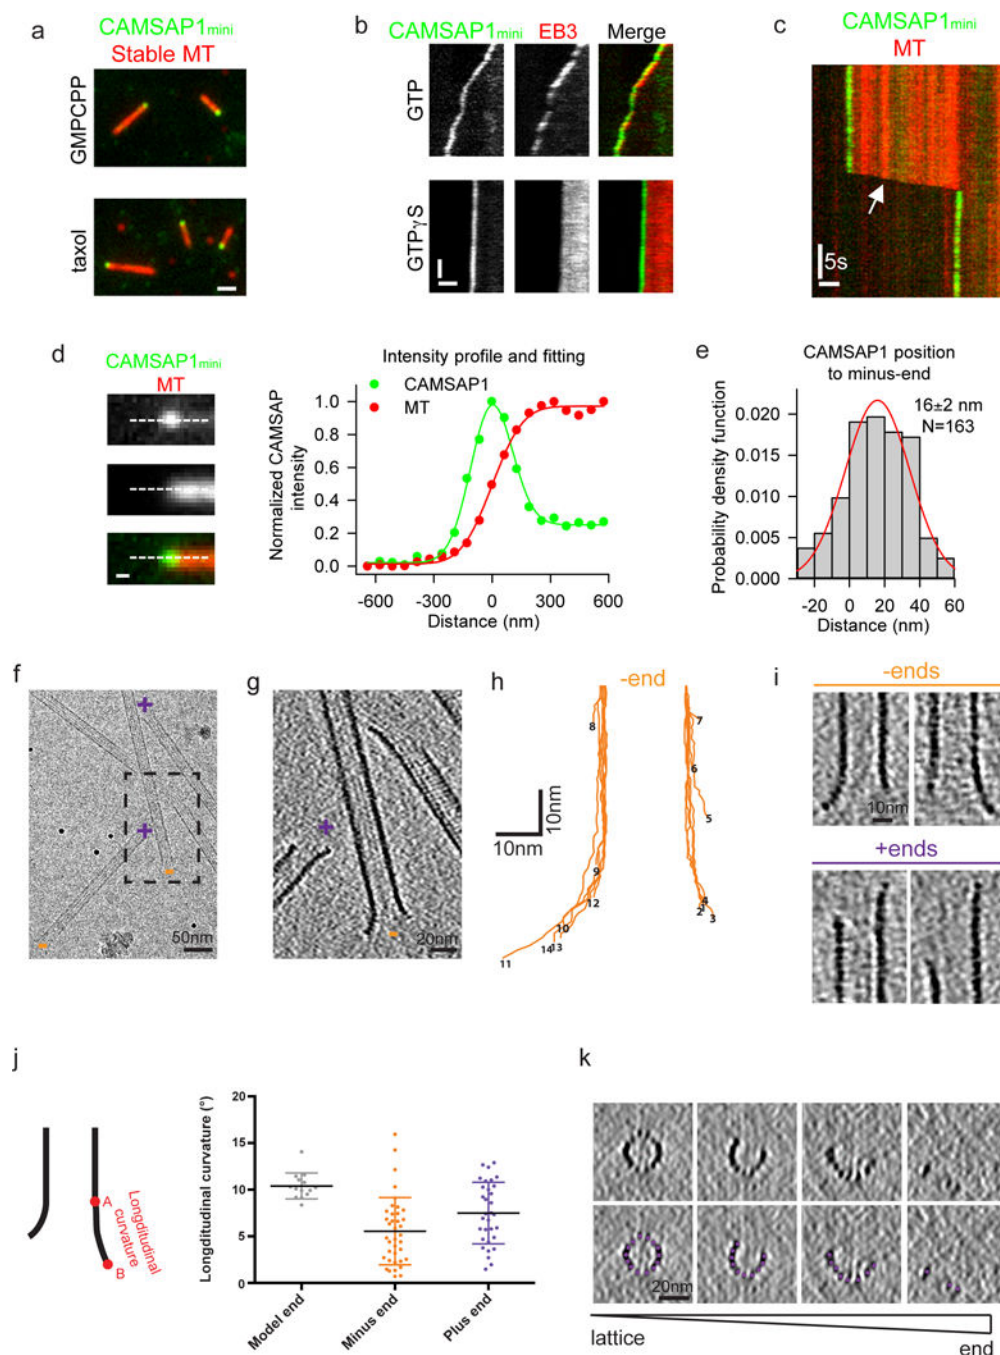 a
CAMSAP1mini
Stable MT
GMPCPP
taxol
b
CAMSAP1mini EB3 Merge
GTP
GTPγS
c
CAMSAP1mini
MT
5s
d
CAMSAP1mini
MT
Intensity profile and fitting
CAMSAP1
MT
Normalized CAMSAP
intensity
1.0
0.8
0.6
0.4
0.2
0.0
-600 -300 0 300 600
Distance (nm)
e
CAMSAP1 position
to minus-end
16±2 nm
N=163
Probability density function
0.020
0.015
0.010
0.005
0.000
-20 0 20 40 60
Distance (nm)
f
+
+
-
-
50nm
g
+
-
20nm
h
-end
10nm
10nm
8
7
6
5
9
12
10
14 13
11
4
1
2
3
i
-ends
10nm
+ends
j
A
B
Longditudinal
curvature
Longditudinal curvature (°)
20
15
10
5
0
Model end
Minus end
Plus end
k
20nm
lattice
end